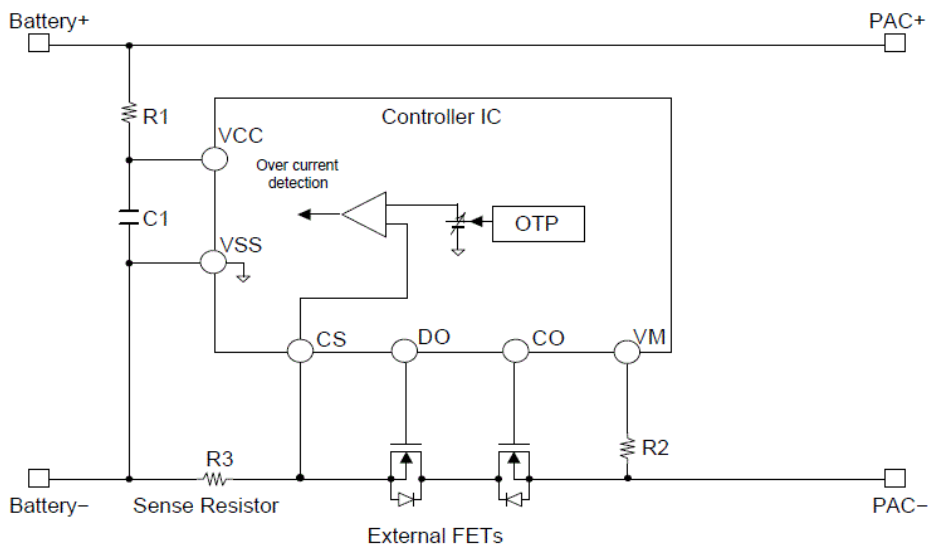 Battery+
PAC+
R1
Controller IC
VCC
Over current
detection
C1
OTP
VSS
CS
DO
CO
VM
R3
R2
Battery−
Sense Resistor
PAC−
External FETs